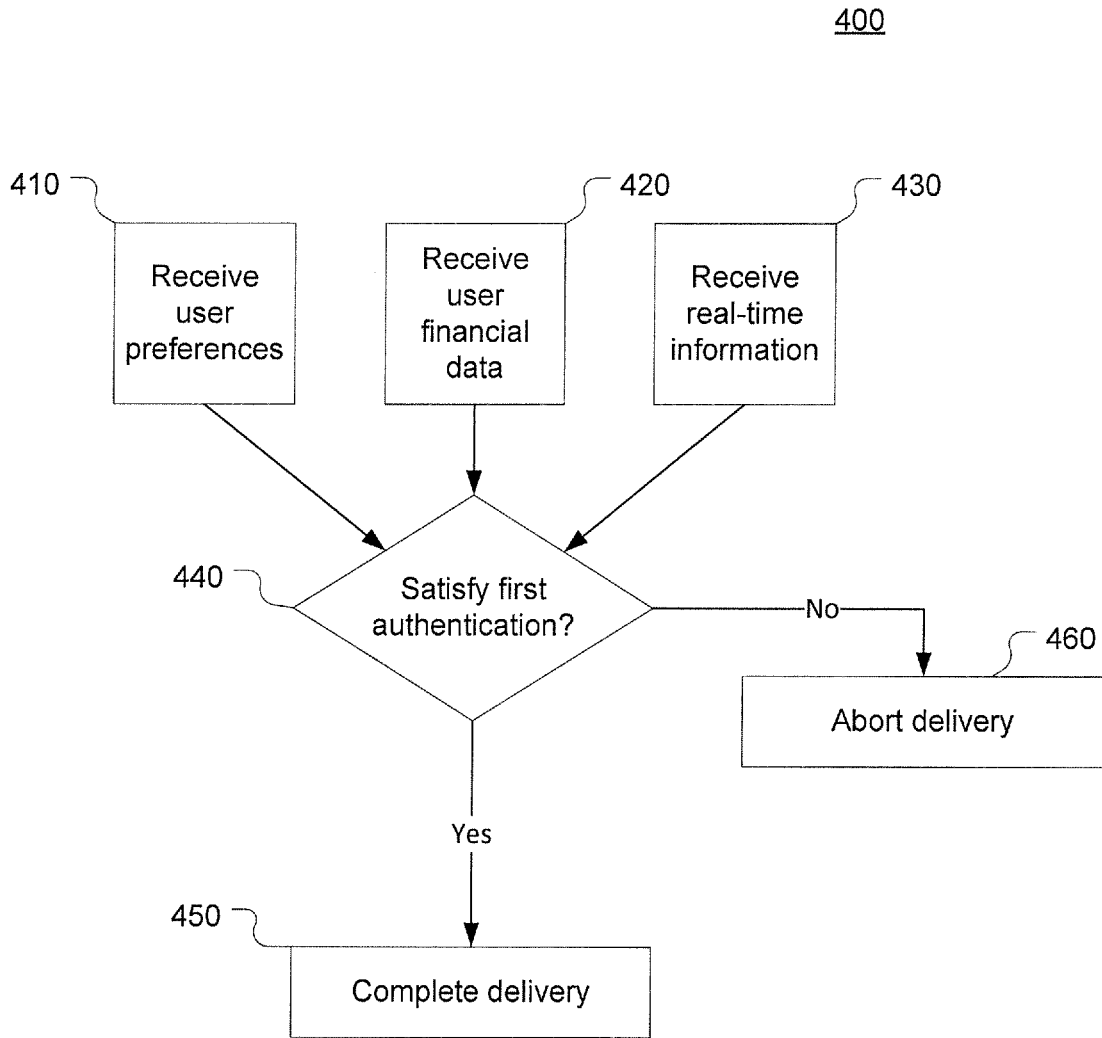 400
410
420
430
Receive
user
preferences
Receive
user
financial
data
Receive
real-time
information
440
Satisfy first
authentication?
No
460
Abort delivery
Yes
450
Complete delivery